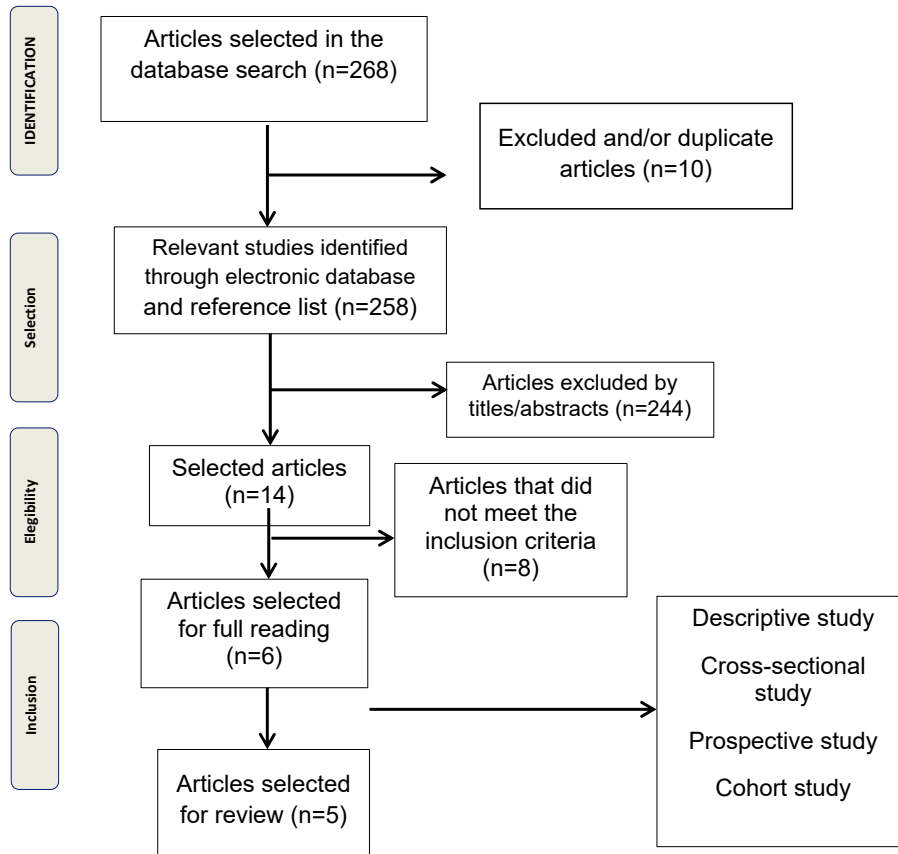 IDENTIFICATION
Articles selected in the
database search (n=268)
Excluded and/or duplicate
articles (n=10)
Selection
Relevant studies identified
through electronic database
and reference list (n=258)
Articles excluded by
titles/abstracts (n=244)
Elegibility
Selected articles
(n=14)
Articles that did
not meet the
inclusion criteria
(n=8)
Articles selected
for full reading
(n=6)
Inclusion
Descriptive study
Cross-sectional
study
Prospective study
Cohort study
Articles selected
for review (n=5)